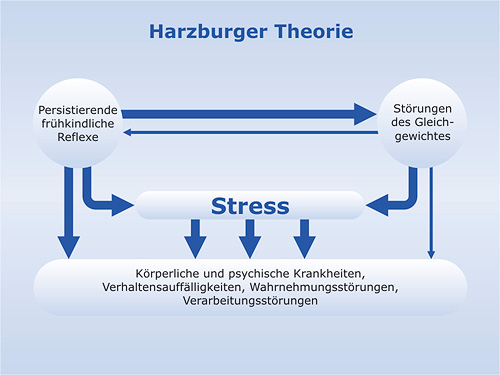 Harzburger Theorie
Persistierende
frühkindliche
Reflexe
Störungen
des Gleich-
gewichtes
Stress
Körperliche und psychische Krankheiten,
Verhaltensauffälligkeiten, Wahrnehmungsstörungen,
Verarbeitungsstörungen